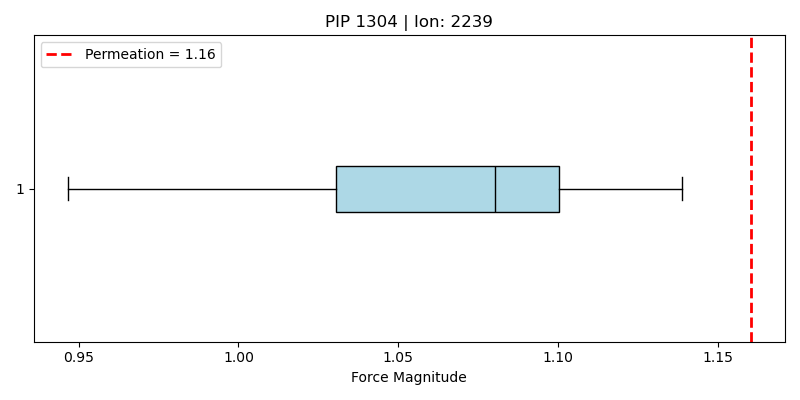 PIP 1304 | Ion: 2239
Permeation = 1.16
1
0.95 1.00 1.05 1.10 1.15
Force Magnitude